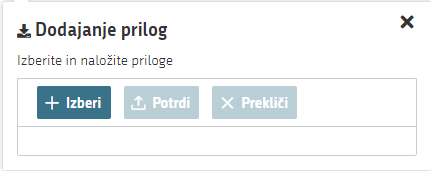 Dodajanje prilog
Izberite in naložite priloge
Izberi Potrdi Prekliči